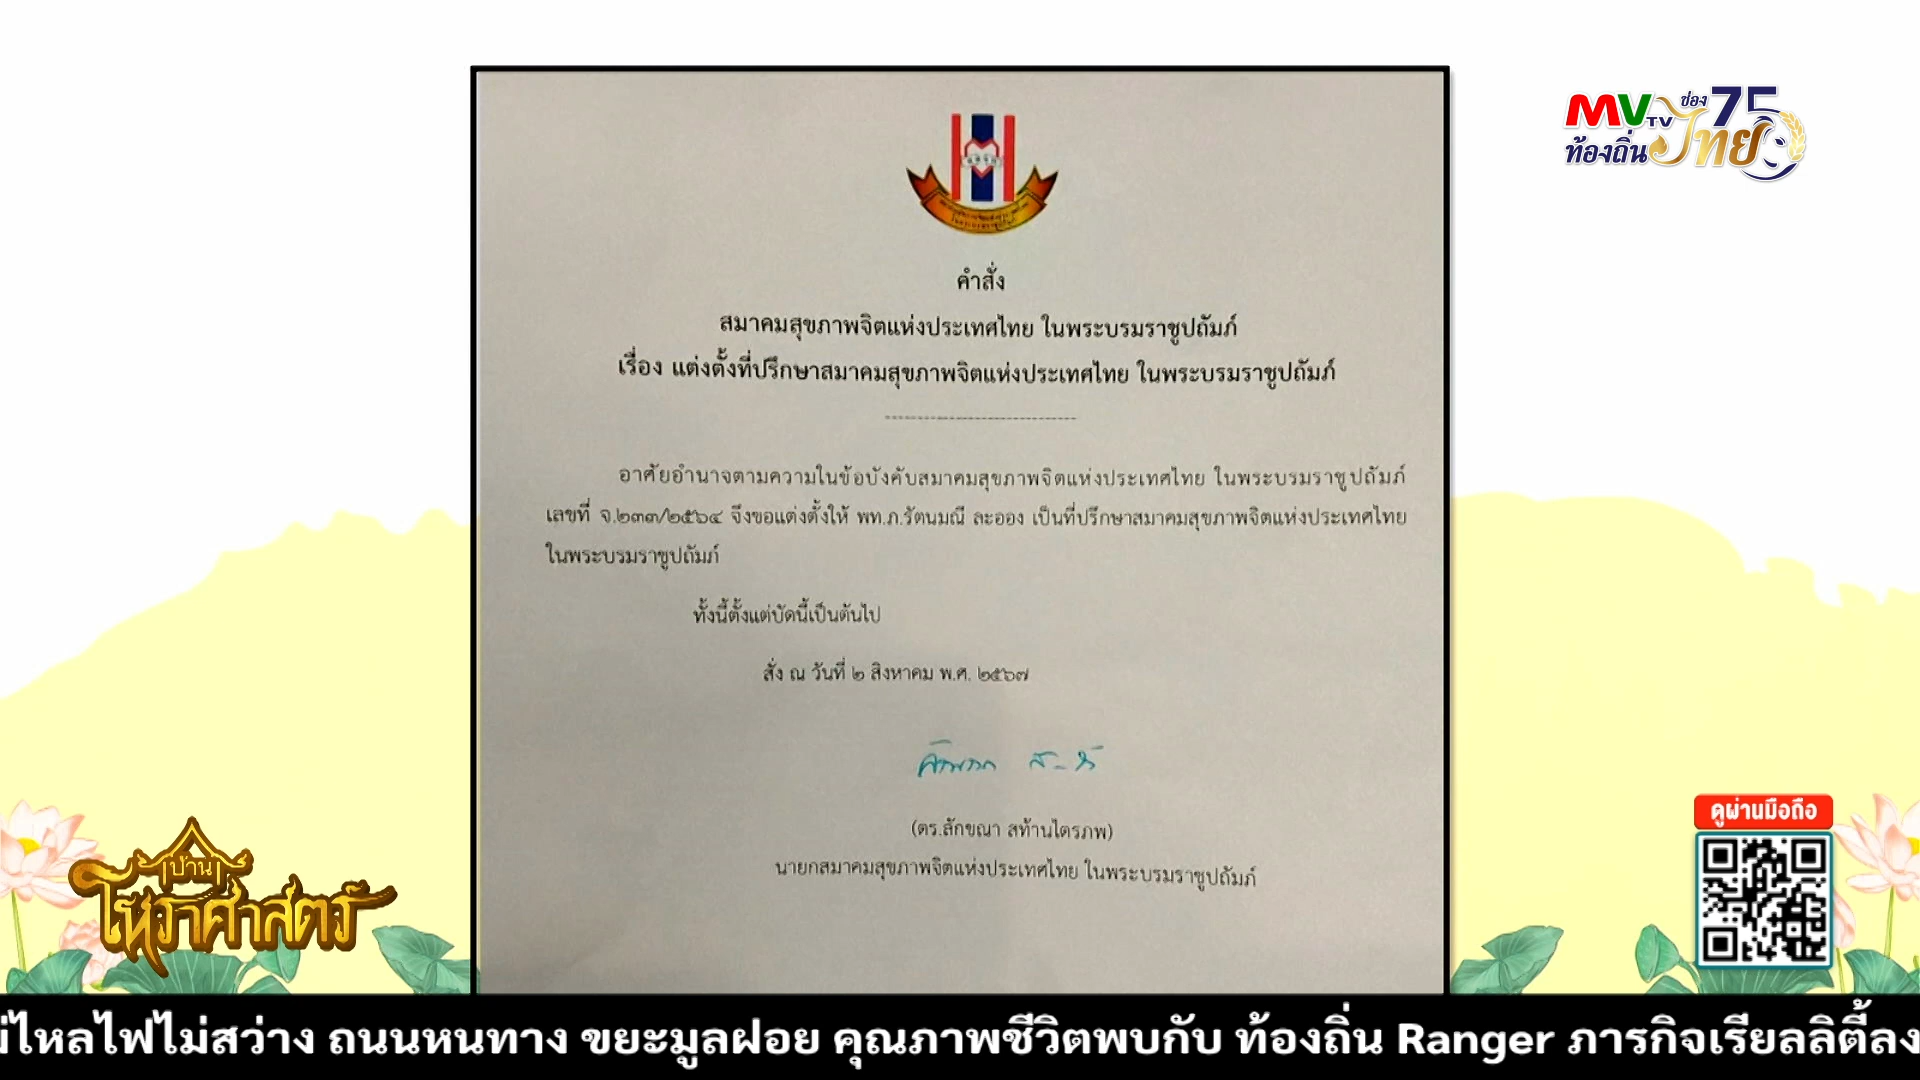 MVTV ช่อง 75
ท้องถิ่นไทย
คำสั่ง
สมาคมสุขภาพจิตแห่งประเทศไทย ในพระบรมราชูปถัมภ์
เรื่อง แต่งตั้งที่ปรึกษาสมาคมสุขภาพจิตแห่งประเทศไทย ในพระบรมราชูปถัมภ์
อาศัยอำนาจตามความในข้อบังคับสมาคมสุขภาพจิตแห่งประเทศไทย ในพระบรมราชูปถัมภ์
เลขที่ จ.๒๓๓/๒๕๖๔ จึงขอแต่งตั้งให้ พท.ภ.รัตนมณี ละออง เป็นที่ปรึกษาสมาคมสุขภาพจิตแห่งประเทศไทย
ในพระบรมราชูปถัมภ์
ทั้งนี้ตั้งแต่บัดนี้เป็นต้นไป
สั่ง ณ วันที่ ๒ สิงหาคม พ.ศ. ๒๕๖๗
(ดร.ลักขณา สท้านไตรภพ)
นายกสมาคมสุขภาพจิตแห่งประเทศไทย ในพระบรมราชูปถัมภ์
บ้าน
โหราศาสตร์
ดูผ่านมือถือ
ไหลไฟไม่สว่าง ถนนหนทาง ขยะมูลฝอย คุณภาพชีวิตพบกับ ท้องถิ่น Ranger ภารกิจเรียลลิตี้ลง